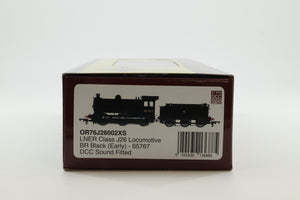 OR76J26002XS
LNER Class J26 Locomotive
BR Black (Early) - 65767
DCC Sound Fitted